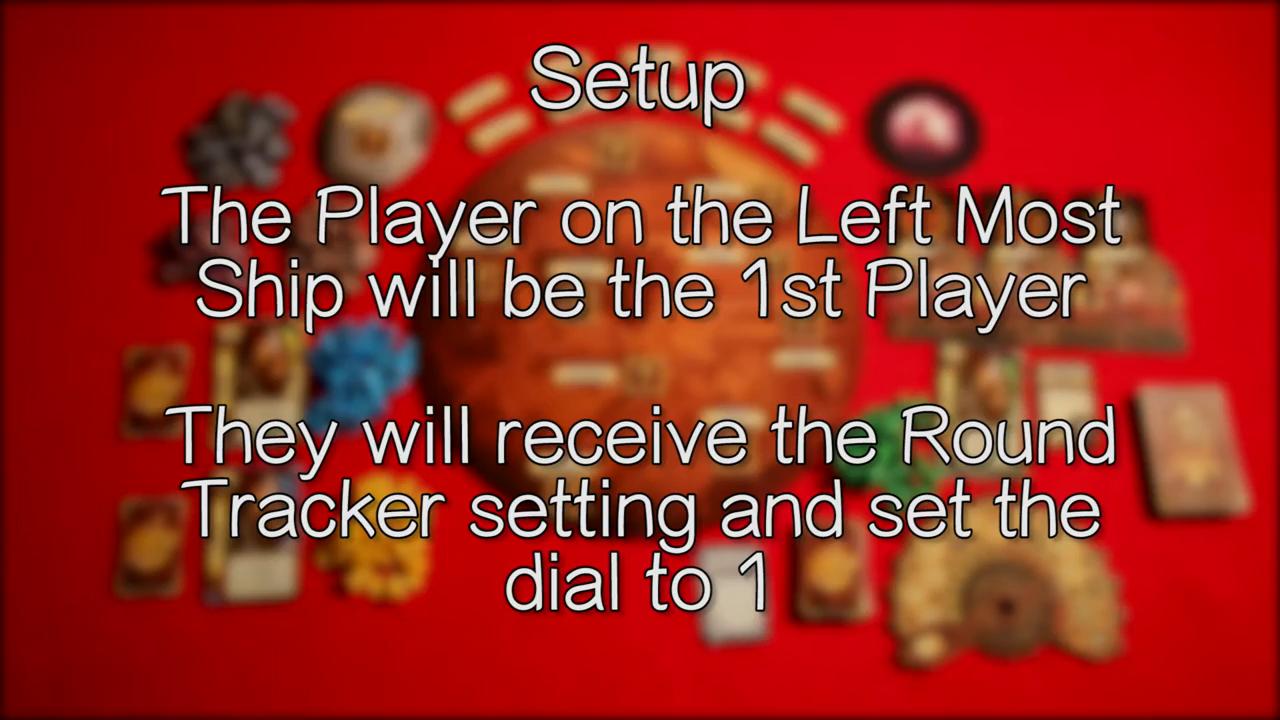 Setup
The Player on the Left Most
Ship will be the 1st Player
They will receive the Round
Tracker setting and set the
dial to 1